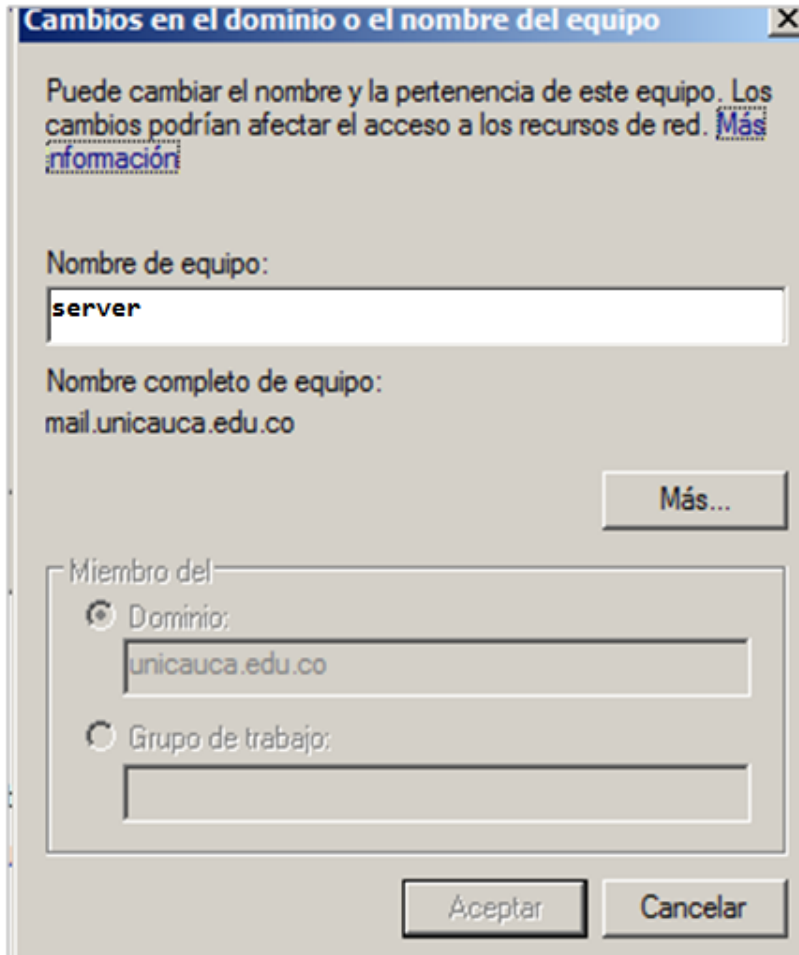 Cambios en el dominio o el nombre del equipo
Puede cambiar el nombre y la pertenencia de este equipo. Los
cambios podrían afectar el acceso a los recursos de red. Más
nformación
Nombre de equipo:
server
Nombre completo de equipo:
mail.unicauca.edu.co
Más...
Miembro del
Dominio:
unicauca.edu.co
Grupo de trabajo:
Aceptar
Cancelar